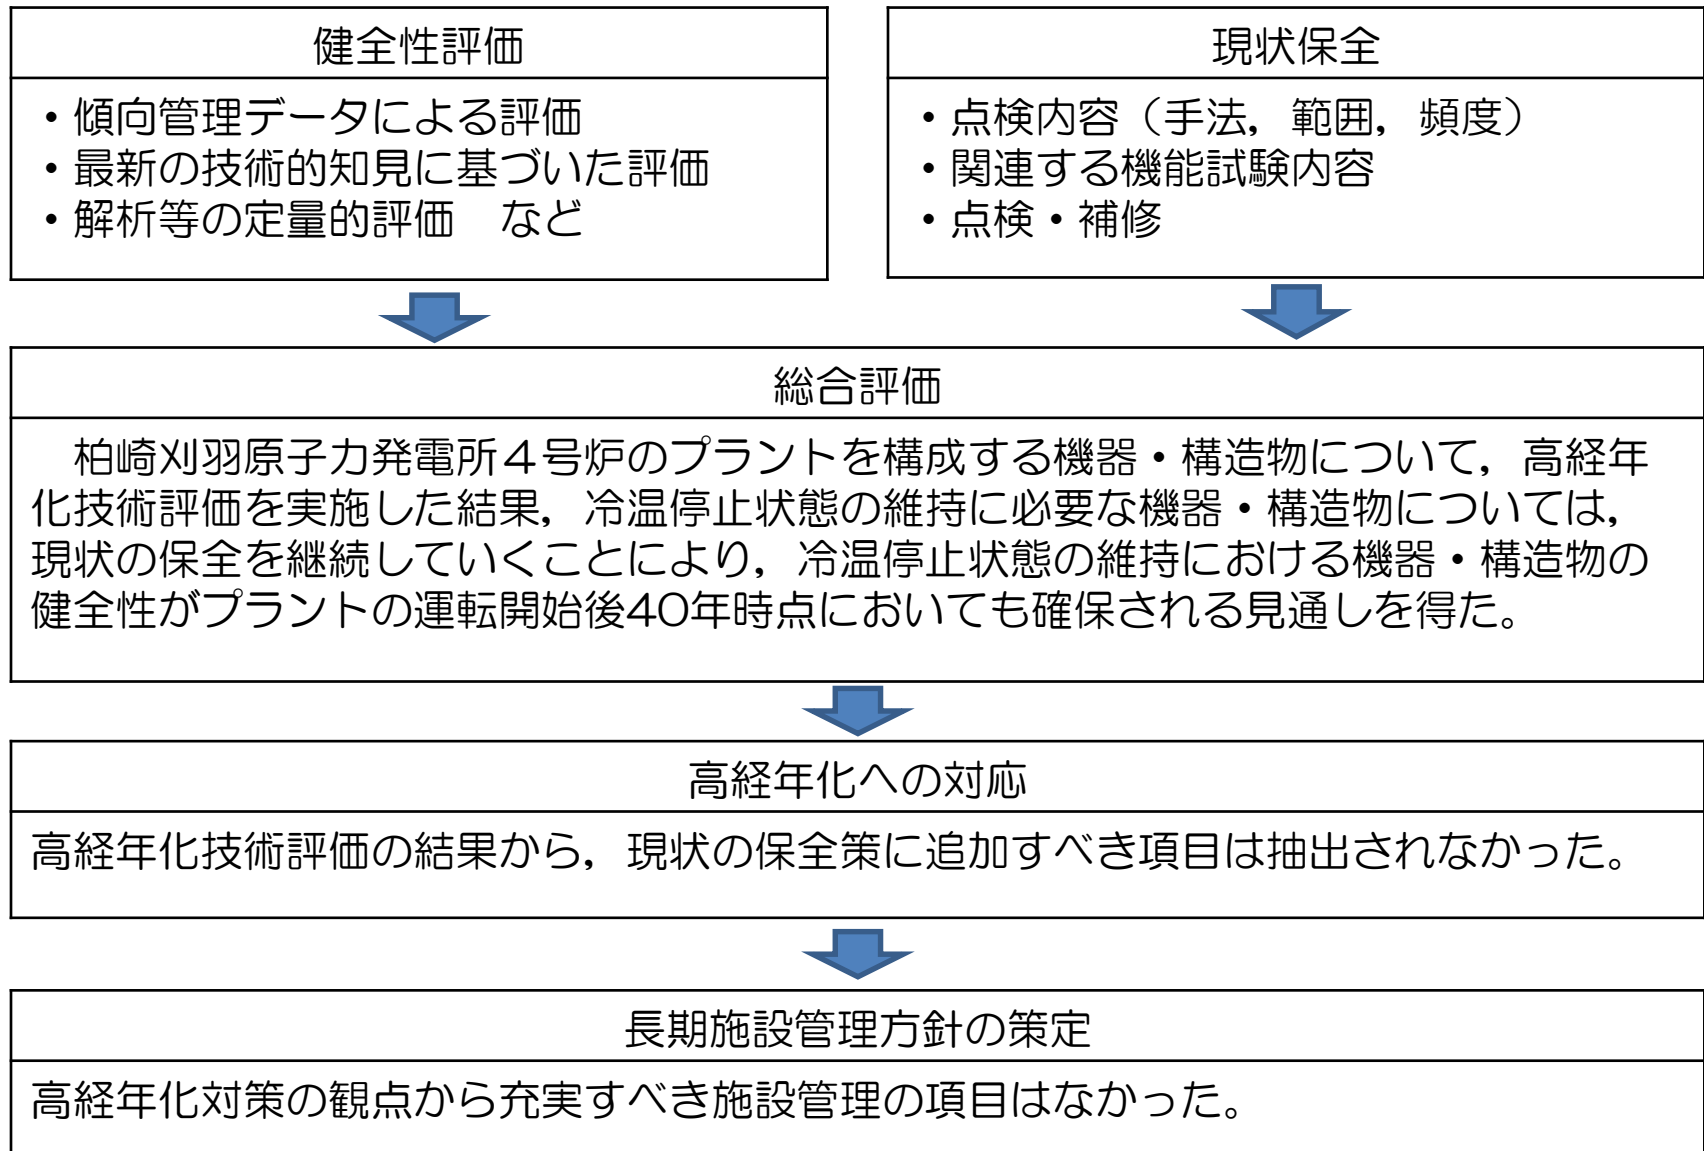 健全性評価
・傾向管理データによる評価
・最新の技術的知見に基づいた評価
・解析等の定量的評価　など
現状保全
・点検内容（手法，範囲，頻度）
・関連する機能試験内容
・点検・補修
総合評価
　柏崎刈羽原子力発電所４号炉のプラントを構成する機器・構造物について，高経年
化技術評価を実施した結果，冷温停止状態の維持に必要な機器・構造物については，
現状の保全を継続していくことにより，冷温停止状態の維持における機器・構造物の
健全性がプラントの運転開始後40年時点においても確保される見通しを得た。
高経年化への対応
高経年化技術評価の結果から，現状の保全策に追加すべき項目は抽出されなかった。
長期施設管理方針の策定
高経年化対策の観点から充実すべき施設管理の項目はなかった。